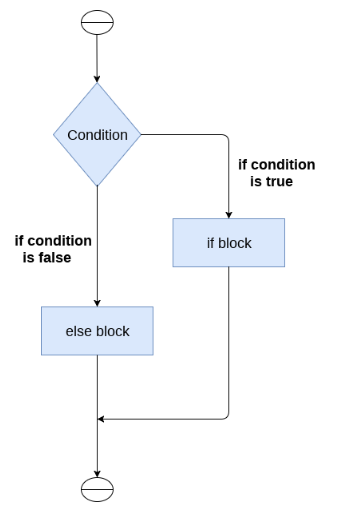 Condition
if condition
is true
if condition
is false
if block
else block